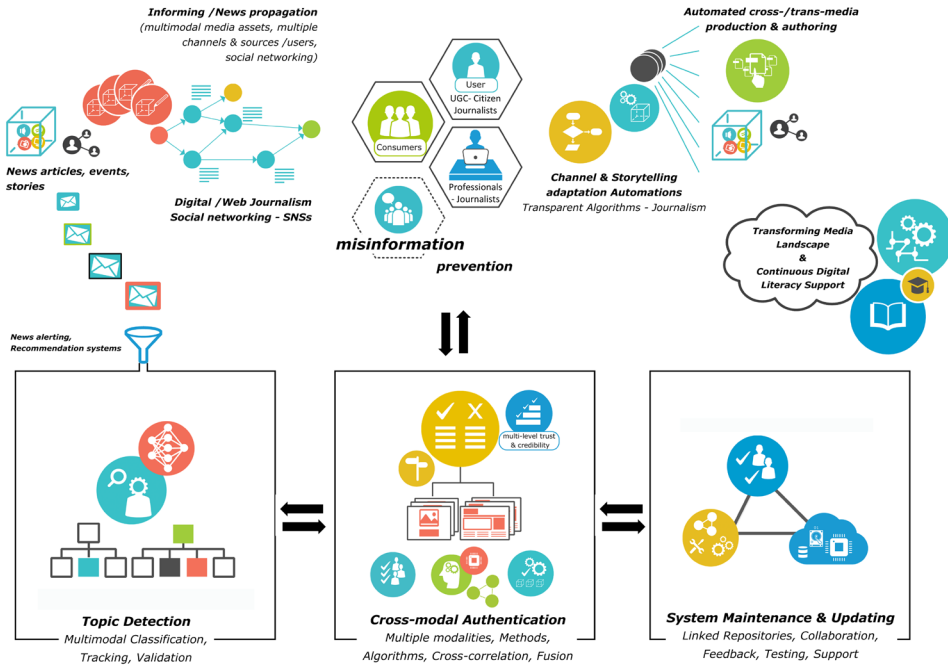 Informing /News propagation
(multimodal media assets, multiple
channels & sources /users,
social networking)
News articles, events,
stories
Digital /Web Journalism
Social networking - SNSs
User
UGC- Citizen
Journalists
Consumers
Professionals
- Journalists
misinformation
prevention
Automated cross-/trans-media
production & authoring
Channel & Storytelling
adaptation Automations
Transparent Algorithms - Journalism
Transforming Media
Landscape
&
Continuous Digital
Literacy Support
News alerting,
Recommendation systems
Topic Detection
Multimodal Classification,
Tracking, Validation
multi-level trust
& credibility
Cross-modal Authentication
Multiple modalities, Methods,
Algorithms, Cross-correlation, Fusion
System Maintenance & Updating
Linked Repositories, Collaboration,
Feedback, Testing, Support